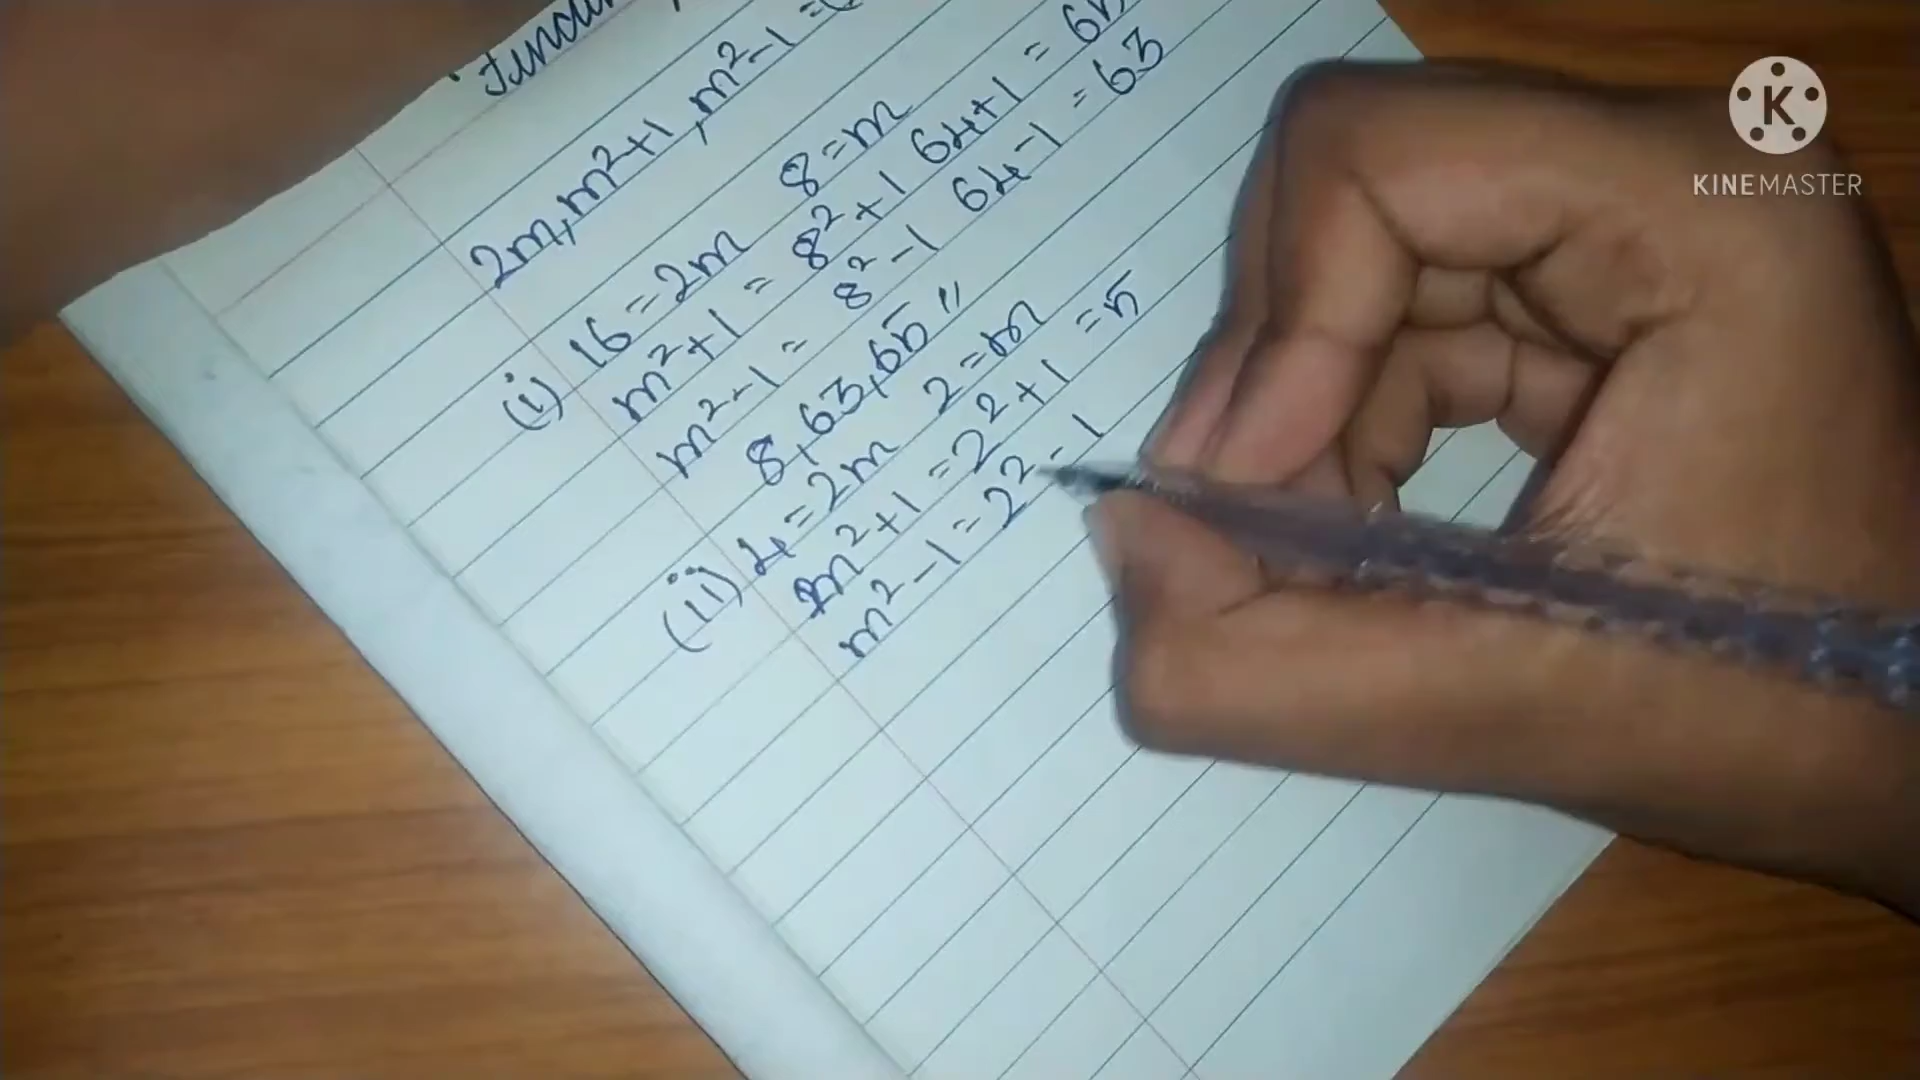 2m, m²+1, m²-1 =
(i) 16 = 2m 8 = m
m²+1 = 8²+1 64+1 =
m²-1 = 8²-1 64-1 = 63
8, 63, 65 "
(ii) 4 = 2m 2 = m
m²+1 = 2²+1 = 5
m²-1 = 2²-1
KINEMASTER